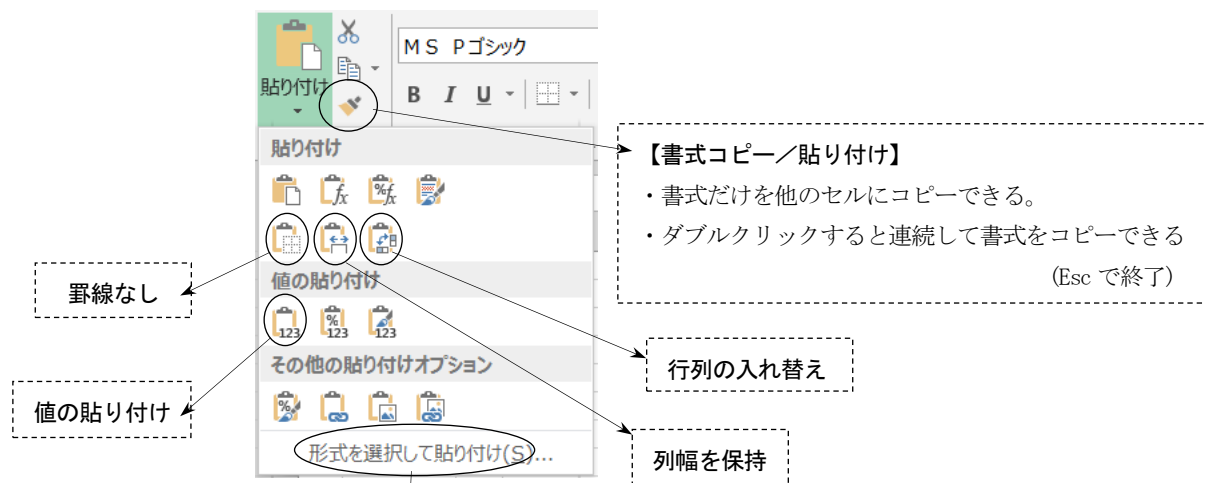 ＭＳ Ｐゴシック
貼り付け
B I U
貼り付け
fx %fx
【書式コピー／貼り付け】
・書式だけを他のセルにコピーできる。
・ダブルクリックすると連続して書式をコピーできる
(Esc で終了)
罫線なし
値の貼り付け
123 %123 123
その他の貼り付けオプション
行列の入れ替え
値の貼り付け
%
形式を選択して貼り付け(S)...
列幅を保持